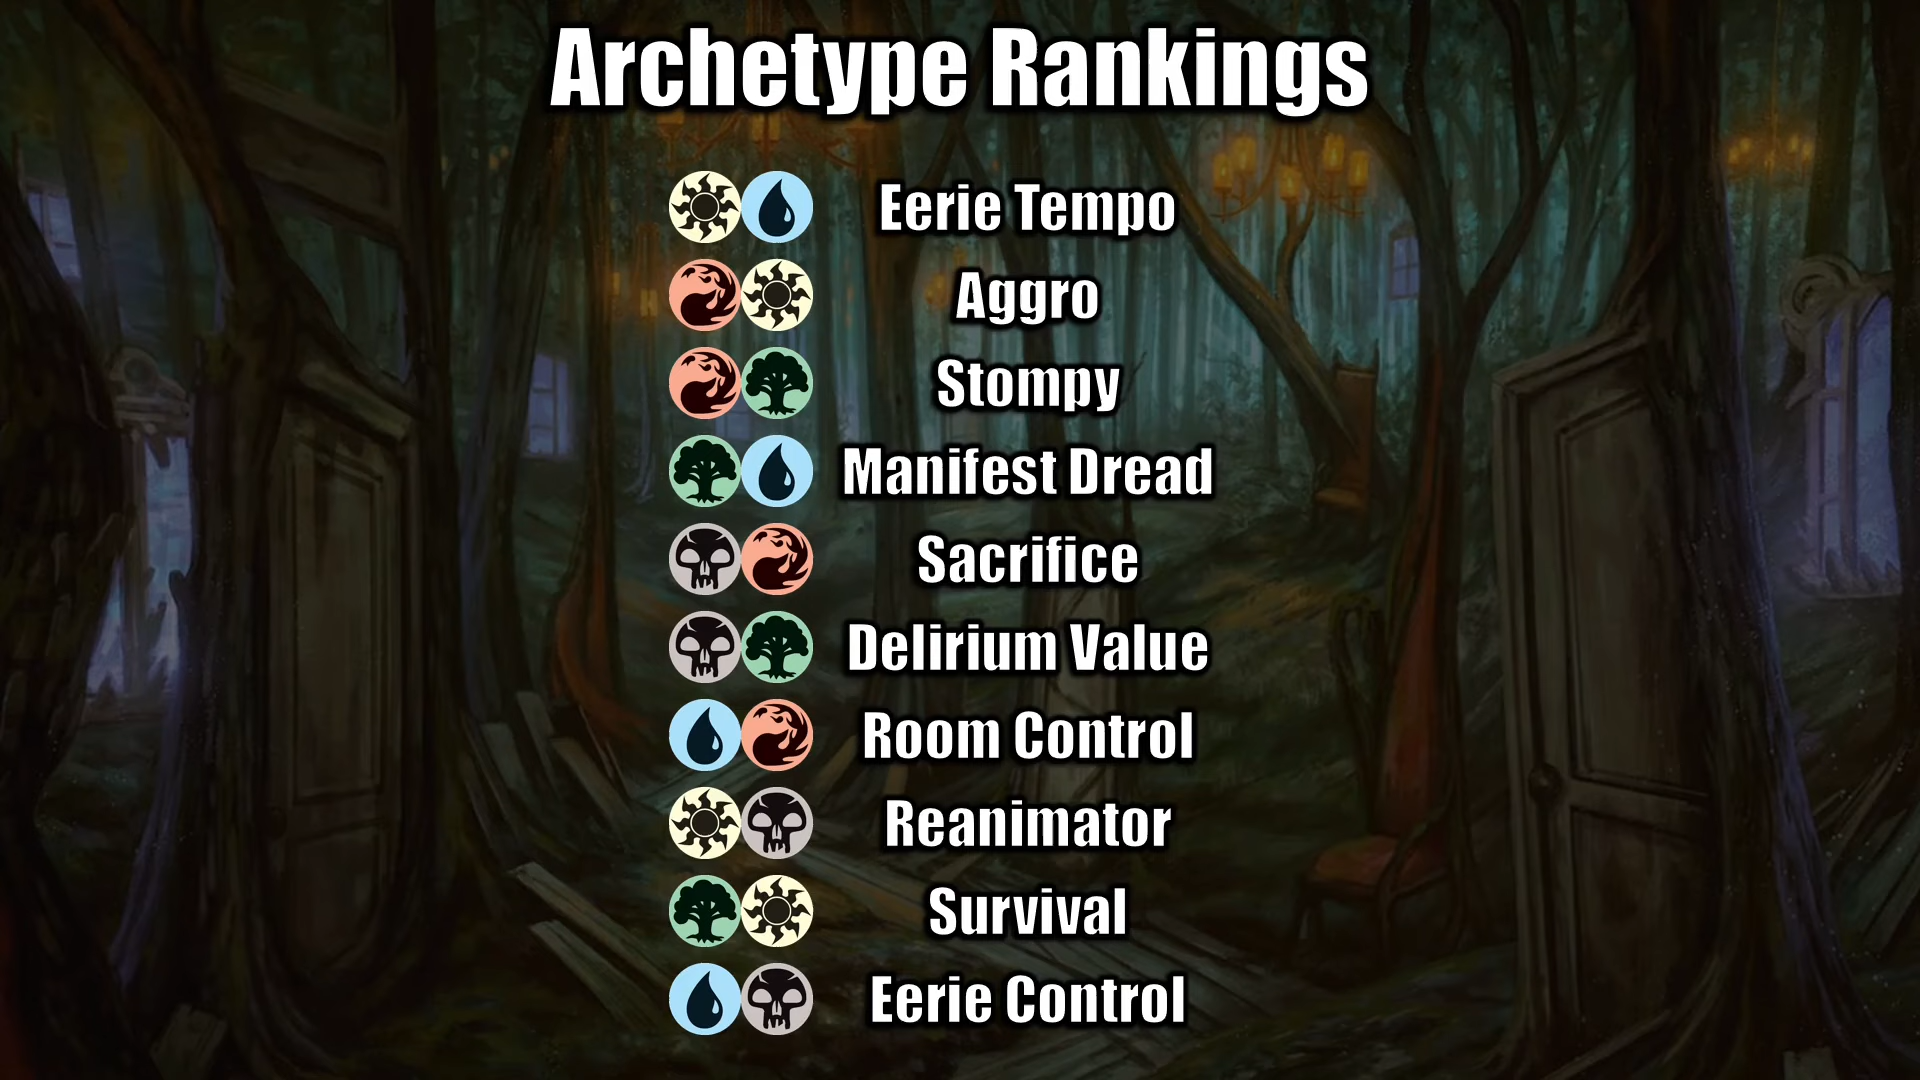 Archetype Rankings
Eerie Tempo
Aggro
Stompy
Manifest Dread
Sacrifice
Delirium Value
Room Control
Reanimator
Survival
Eerie Control